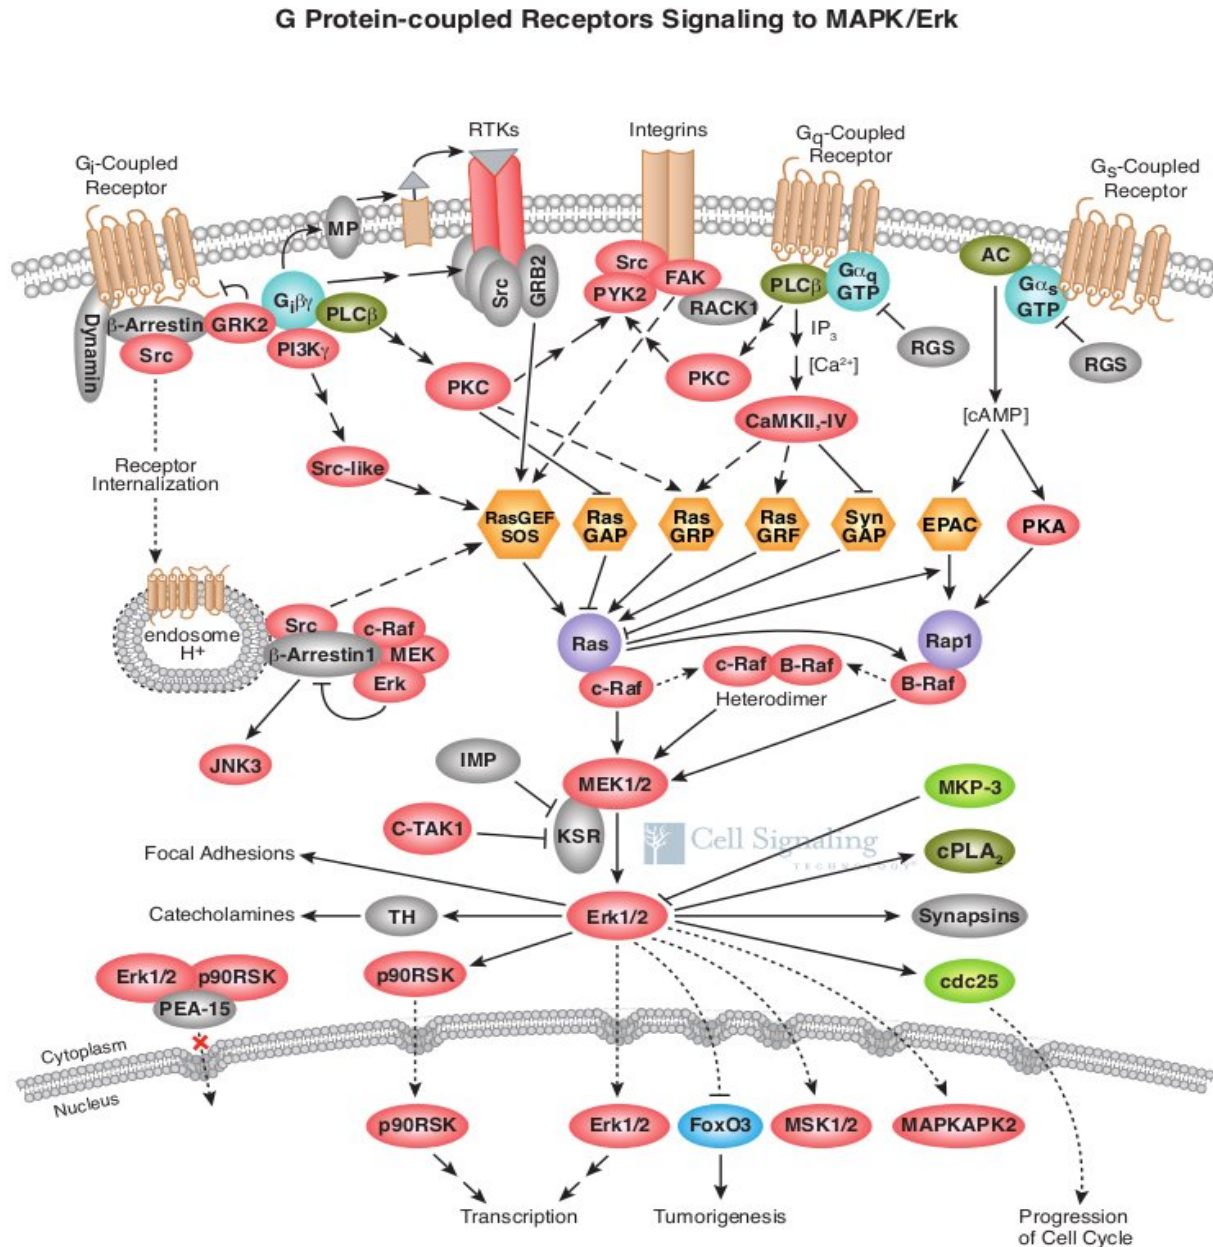 G Protein-coupled Receptors Signaling to MAPK/Erk
RTKs
Integrins
Gq-Coupled
Receptor
Gi-Coupled
Receptor
Gs-Coupled
Receptor
MP
AC
Src
GRB2
Src
FAK
PYK2
RACK1
PLCβ
Gαq
GTP
Gαs
GTP
Giβγ
PLCβ
Dynamin
β-Arrestin
GRK2
Src
PI3Kγ
IP3
RGS
RGS
[Ca2+]
PKC
PKC
CaMKII,-IV
[cAMP]
Receptor
Internalization
Src-like
RasGEF
SOS
Ras
GAP
Ras
GRP
Ras
GRF
Syn
GAP
EPAC
PKA
endosome
H+
Src
c-Raf
β-Arrestin1
MEK
Erk
Ras
Rap1
c-Raf
c-Raf
B-Raf
B-Raf
Heterodimer
JNK3
IMP
MEK1/2
MKP-3
C-TAK1
KSR
Cell Signaling
TECHNOLOGY®
Focal Adhesions
cPLA2
Catecholamines
TH
Erk1/2
Synapsins
Erk1/2
p90RSK
PEA-15
p90RSK
cdc25
Cytoplasm
Nucleus
p90RSK
Erk1/2
FoxO3
MSK1/2
MAPKAPK2
Transcription
Tumorigenesis
Progression
of Cell Cycle